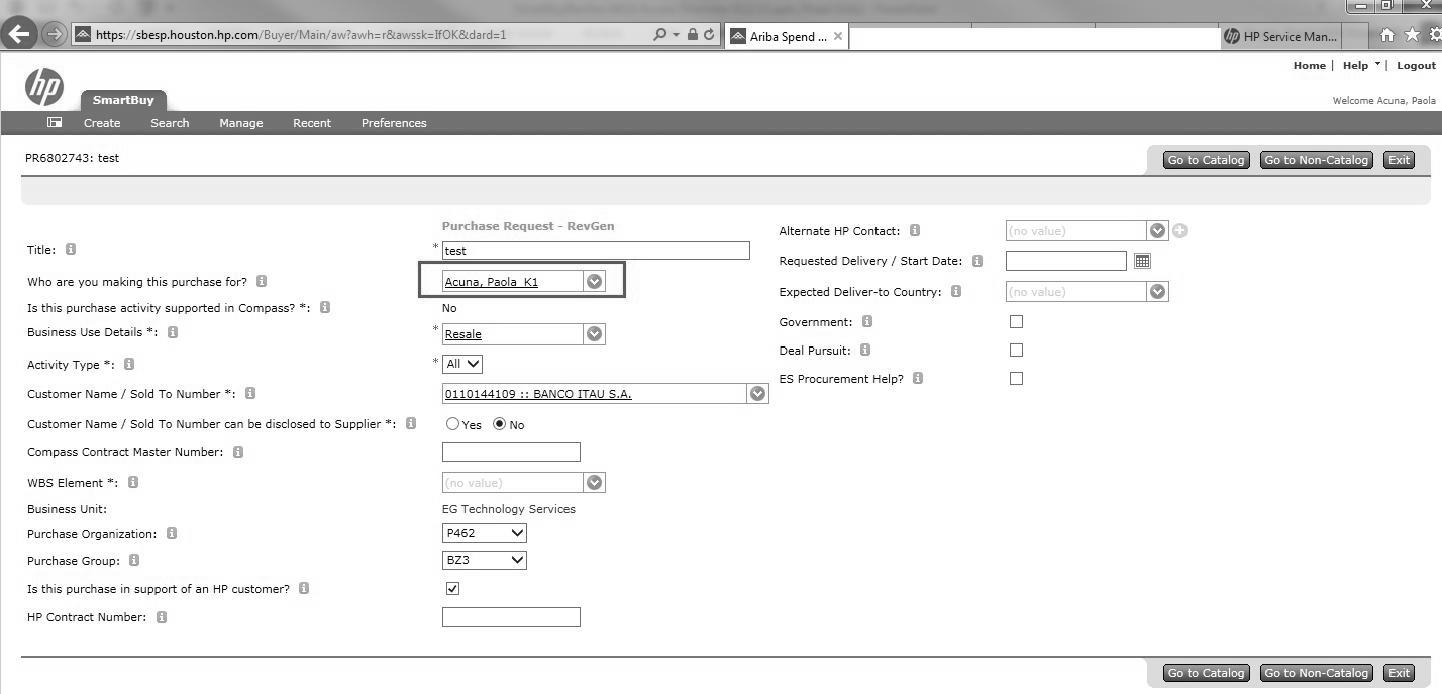 https://sbesp.houston.hp.com/Buyer/Main/aw?awh=r&awssk=IfOK&dard=1
Ariba Spend ...
HP Service Man...
Home | Help | Logout
hp
SmartBuy
Welcome Acuna, Paola
Create Search Manage Recent Preferences
PR6802743: test
Go to Catalog Go to Non-Catalog Exit
Purchase Request - RevGen
Title: * test
Who are you making this purchase for? Acuna, Paola_K1
Is this purchase activity supported in Compass? *: No
Business Use Details *: * Resale
Activity Type *: * All
Customer Name / Sold To Number *: 0110144109 :: BANCO ITAU S.A.
Customer Name / Sold To Number can be disclosed to Supplier *: Yes No
Compass Contract Master Number:
WBS Element *: (no value)
Business Unit: EG Technology Services
Purchase Organization: P462
Purchase Group: BZ3
Is this purchase in support of an HP customer?
HP Contract Number:
Alternate HP Contact: (no value)
Requested Delivery / Start Date:
Expected Deliver-to Country: (no value)
Government:
Deal Pursuit:
ES Procurement Help?
Go to Catalog Go to Non-Catalog Exit